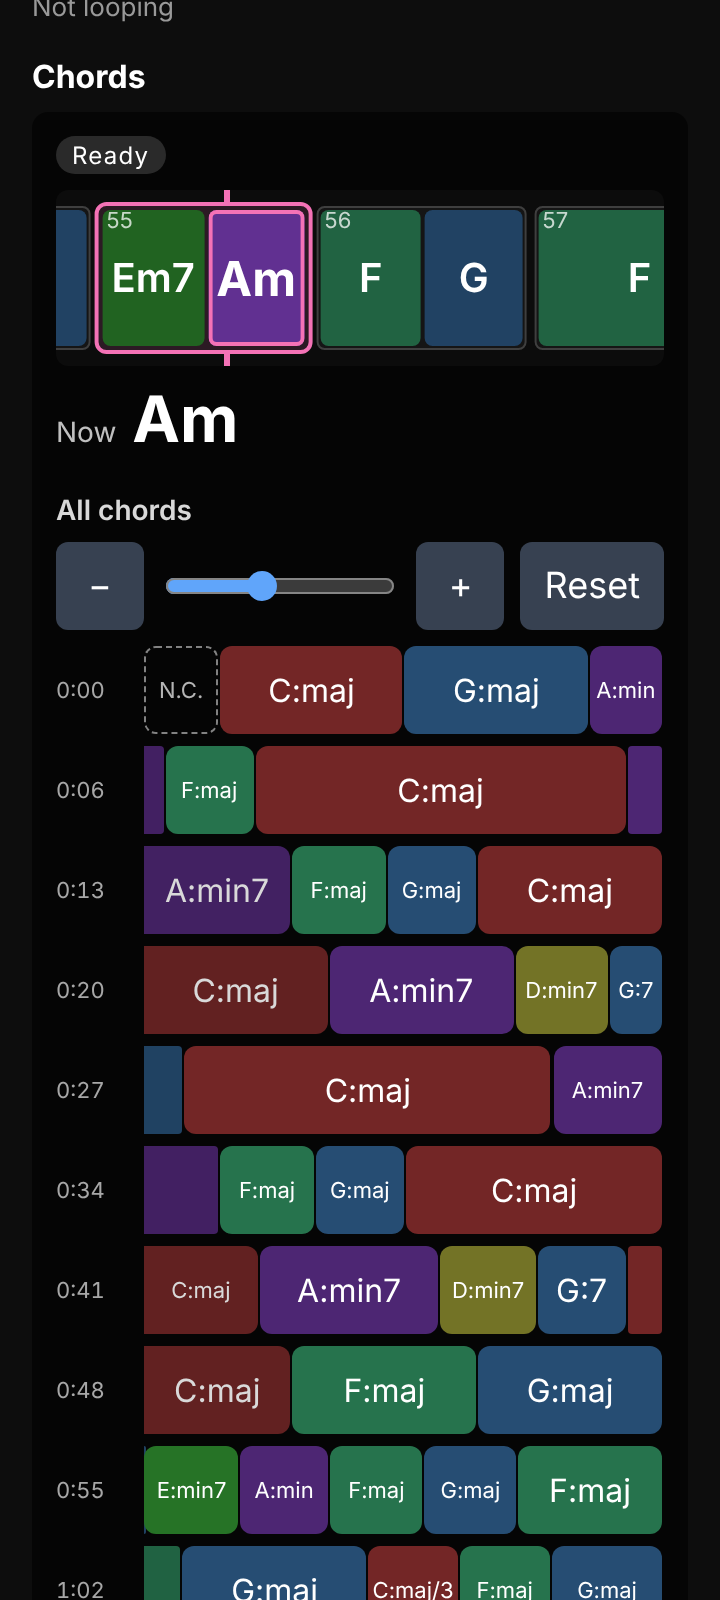 Not looping
Chords
Ready
55 56 57
Em7 Am F G F
Now Am
All chords
− + Reset
0:00 N.C. C:maj G:maj A:min
0:06 F:maj C:maj
0:13 A:min7 F:maj G:maj C:maj
0:20 C:maj A:min7 D:min7 G:7
0:27 C:maj A:min7
0:34 F:maj G:maj C:maj
0:41 C:maj A:min7 D:min7 G:7
0:48 C:maj F:maj G:maj
0:55 E:min7 A:min F:maj G:maj F:maj
1:02 G:maj C:maj/3 F:maj G:maj